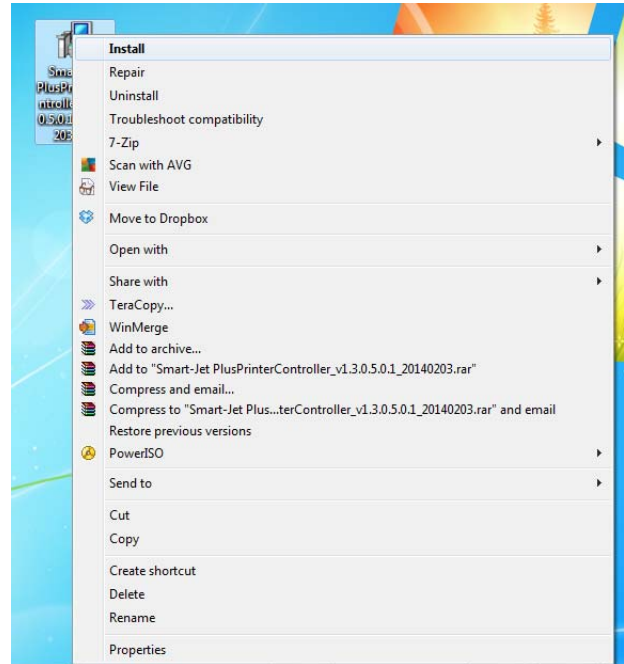 Install
Repair
Uninstall
Troubleshoot compatibility
7-Zip
Scan with AVG
View File
Move to Dropbox
Open with
Share with
TeraCopy...
WinMerge
Add to archive...
Add to "Smart-Jet PlusPrinterController_v1.3.0.5.0.1_20140203.rar"
Compress and email...
Compress to "Smart-Jet Plus...terController_v1.3.0.5.0.1_20140203.rar" and email
Restore previous versions
PowerISO
Send to
Cut
Copy
Create shortcut
Delete
Rename
Properties